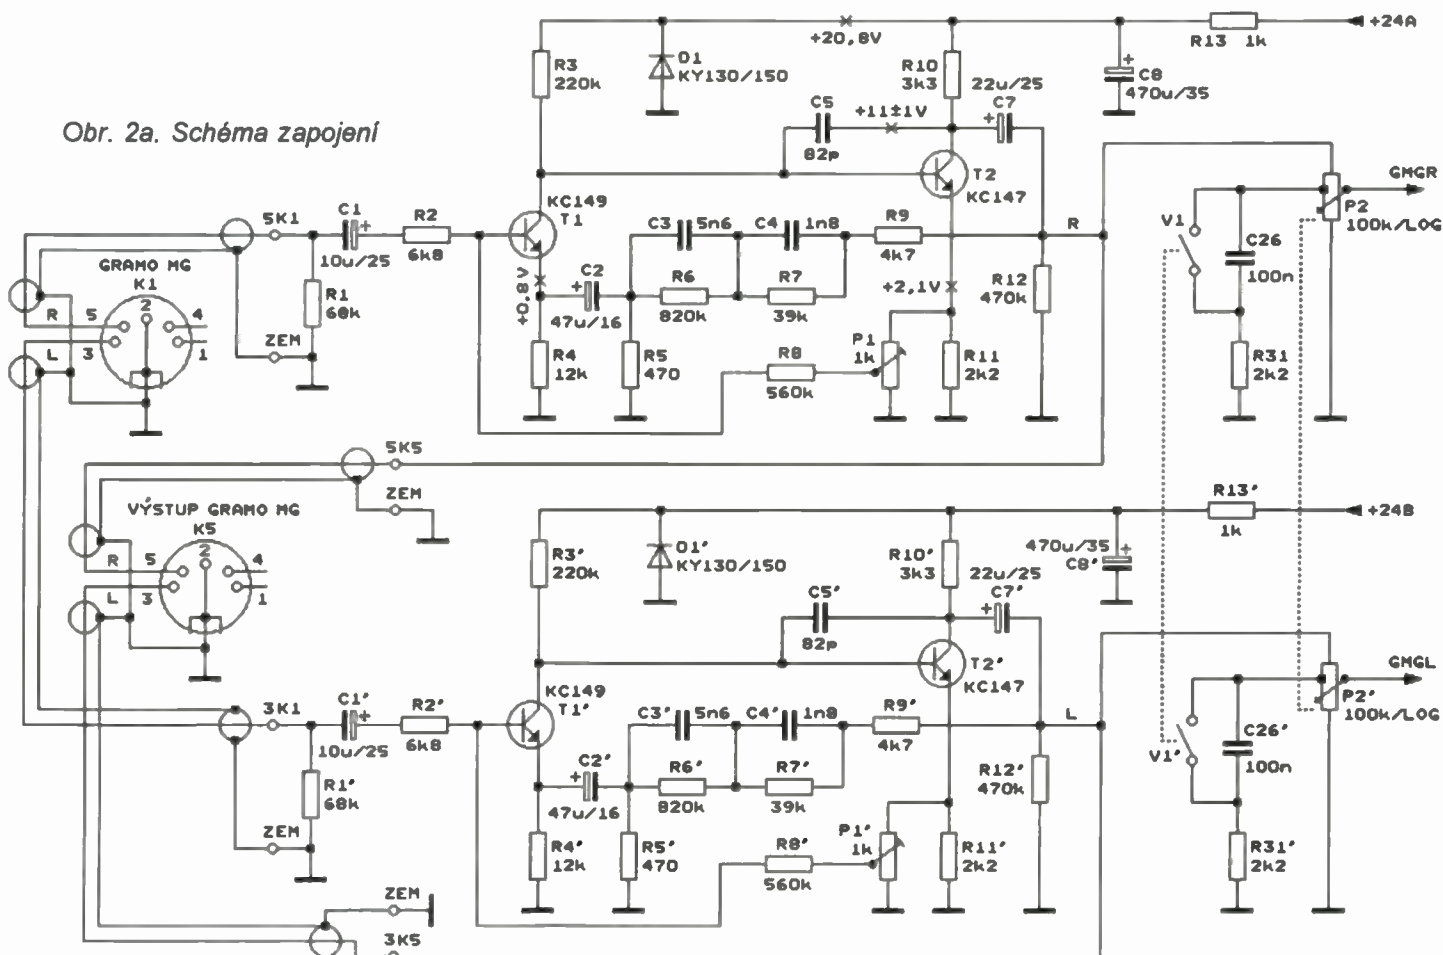 Obr. 2a. Schéma zapojení
+24A
R13 1k
+20,8V
R3
220k
D1
KY130/150
R10
3k3
C8
470u/35
+
22u/25
C7
+
C5
82p
+11±1V
T2
KC147
KC149
T1
GRAMO MG
K1
R
L
5
2
4
3
1
5K1
ZEM
C1
+
10u/25
R1
68k
R2
6k8
+0,8V
C2
+
47u/16
C3
5n6
C4
1n8
R9
4k7
R6
820k
R7
39k
R4
12k
R5
470
R8
560k
P1
1k
+2,1V
R11
2k2
R12
470k
R
V1
C26
100n
R31
2k2
GMGR
P2
100k/LOG
5K5
ZEM
VÝSTUP GRAMO MG
K5
R
L
5
2
4
3
1
R13'
1k
+24B
R3'
220k
D1'
KY130/150
R10'
3k3
470u/35
C8'
+
22u/25
C7'
+
C5'
82p
T2'
KC147
KC149
T1'
3K1
ZEM
C1'
+
10u/25
R1'
68k
R2'
6k8
C2'
+
47u/16
C3'
5n6
C4'
1n8
R9'
4k7
R6'
820k
R7'
39k
R4'
12k
R5'
470
R8'
560k
P1'
1k
R11'
2k2
R12'
470k
L
V1'
C26'
100n
R31'
2k2
GMGL
P2'
100k/LOG
ZEM
3K5